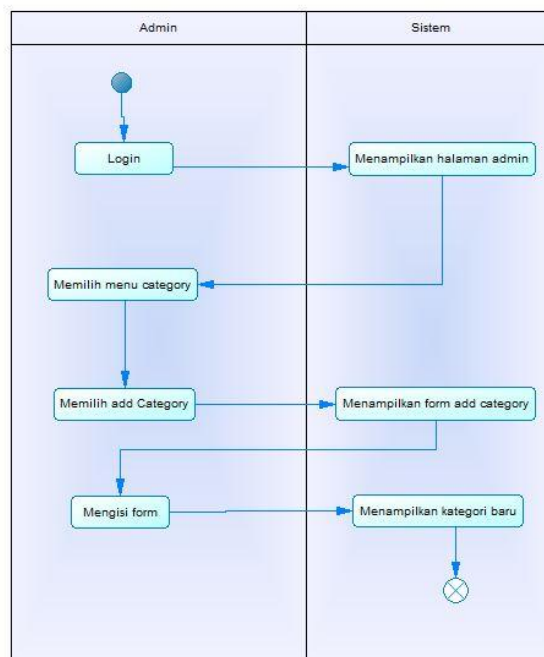 Admin
Sistem
Login
Menampilkan halaman admin
Memilih menu category
Memilih add Category
Menampilkan form add category
Mengisi form
Menampilkan kategori baru